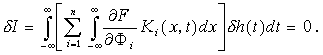 δI = ∫_{-∞}^{∞} [ ∑_{i=1}^{n} ∫_{-∞}^{∞} ∂F/∂Φ_i K_i(x,t)dx ] δh(t)dt = 0 .